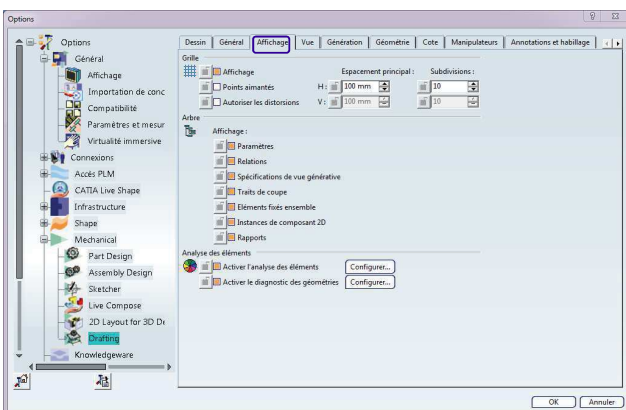 Options
Options
Général
Affichage
Importation de conc
Compatibilité
Paramètres et mesur
Virtualité immersive
Connexions
Accès PLM
CATIA Live Shape
Infrastructure
Shape
Mechanical
Part Design
Assembly Design
Sketcher
Live Compose
2D Layout for 3D De
Drafting
Knowledgeware
Dessin Général Affichage Vue Génération Géométrie Cote Manipulateurs Annotations et habillage
Grille
Affichage Espacement principal : Subdivisions :
Points aimantés H : 100 mm 10
Autoriser les distorsions V : 100 mm 10
Arbre
Affichage :
Paramètres
Relations
Spécifications de vue générative
Traits de coupe
Eléments fixés ensemble
Instances de composant 2D
Rapports
Analyse des éléments
Activer l'analyse des éléments Configurer...
Activer le diagnostic des géométries Configurer...
OK Annuler